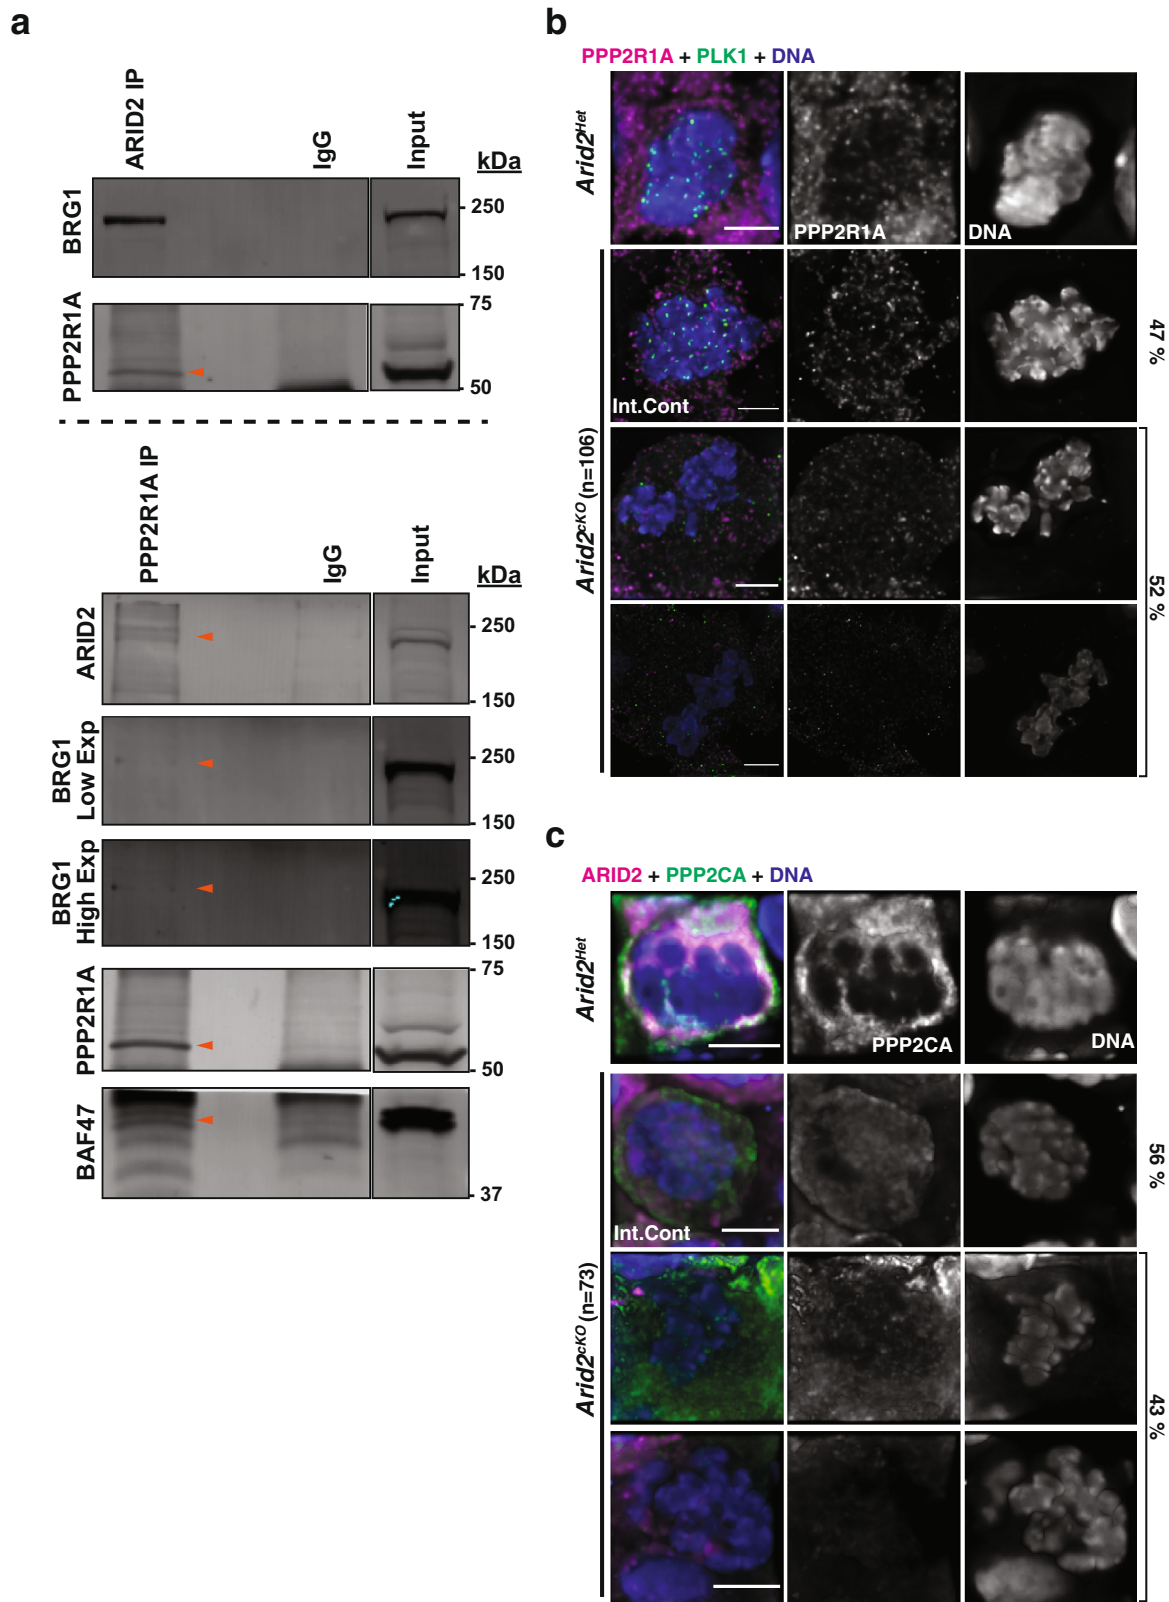 a
ARID2 IP
IgG
Input
kDa
BRG1
250
150
PPP2R1A
75
50
PPP2R1A IP
IgG
Input
kDa
ARID2
250
150
BRG1
Low Exp
250
150
BRG1
High Exp
250
150
PPP2R1A
75
50
BAF47
37
b
PPP2R1A + PLK1 + DNA
Arid2Het
PPP2R1A
DNA
Arid2cKO (n=106)
Int.Cont
47 %
52 %
c
ARID2 + PPP2CA + DNA
Arid2Het
PPP2CA
DNA
Arid2cKO (n=73)
Int.Cont
56 %
43 %